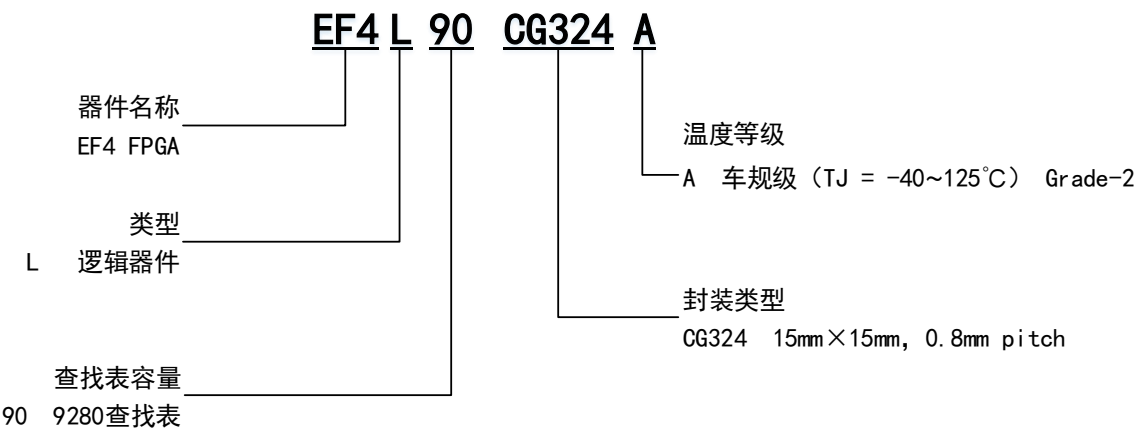 EF4 L 90 CG324 A
器件名称
EF4 FPGA
类型
L 逻辑器件
查找表容量
90 9280查找表
温度等级
A 车规级（TJ = -40~125℃） Grade-2
封装类型
CG324 15mm×15mm, 0.8mm pitch